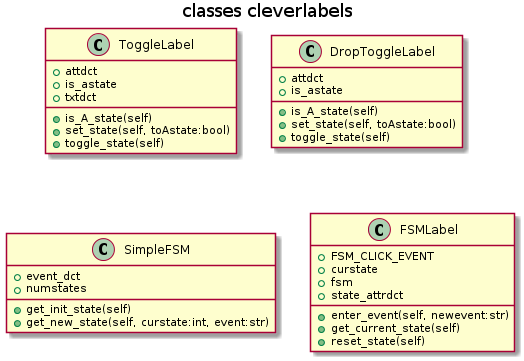 classes cleverlabels
C ToggleLabel
attdct
is_astate
txtdct
is_A_state(self)
set_state(self, toAstate:bool)
toggle_state(self)
C DropToggleLabel
attdct
is_astate
is_A_state(self)
set_state(self, toAstate:bool)
toggle_state(self)
C SimpleFSM
event_dct
numstates
get_init_state(self)
get_new_state(self, curstate:int, event:str)
C FSMLabel
FSM_CLICK_EVENT
curstate
fsm
state_attrdct
enter_event(self, newevent:str)
get_current_state(self)
reset_state(self)